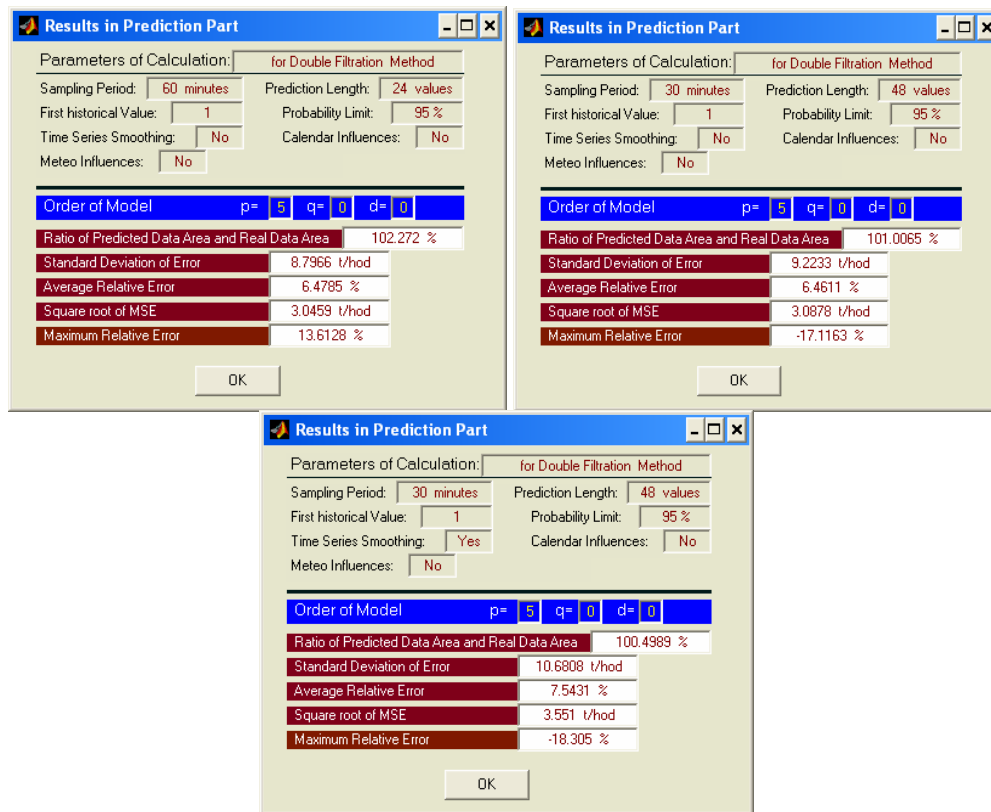 Results in Prediction Part
Parameters of Calculation: for Double Filtration Method
Sampling Period: 60 minutes Prediction Length: 24 values
First historical Value: 1 Probability Limit: 95 %
Time Series Smoothing: No Calendar Influences: No
Meteo Influences: No
Order of Model p= 5 q= 0 d= 0
Ratio of Predicted Data Area and Real Data Area 102.272 %
Standard Deviation of Error 8.7966 t/hod
Average Relative Error 6.4785 %
Square root of MSE 3.0459 t/hod
Maximum Relative Error 13.6128 %
OK
Results in Prediction Part
Parameters of Calculation: for Double Filtration Method
Sampling Period: 30 minutes Prediction Length: 48 values
First historical Value: 1 Probability Limit: 95 %
Time Series Smoothing: No Calendar Influences: No
Meteo Influences: No
Order of Model p= 5 q= 0 d= 0
Ratio of Predicted Data Area and Real Data Area 101.0065 %
Standard Deviation of Error 9.2233 t/hod
Average Relative Error 6.4611 %
Square root of MSE 3.0878 t/hod
Maximum Relative Error -17.1163 %
OK
Results in Prediction Part
Parameters of Calculation: for Double Filtration Method
Sampling Period: 30 minutes Prediction Length: 48 values
First historical Value: 1 Probability Limit: 95 %
Time Series Smoothing: Yes Calendar Influences: No
Meteo Influences: No
Order of Model p= 5 q= 0 d= 0
Ratio of Predicted Data Area and Real Data Area 100.4989 %
Standard Deviation of Error 10.6808 t/hod
Average Relative Error 7.5431 %
Square root of MSE 3.551 t/hod
Maximum Relative Error -18.305 %
OK